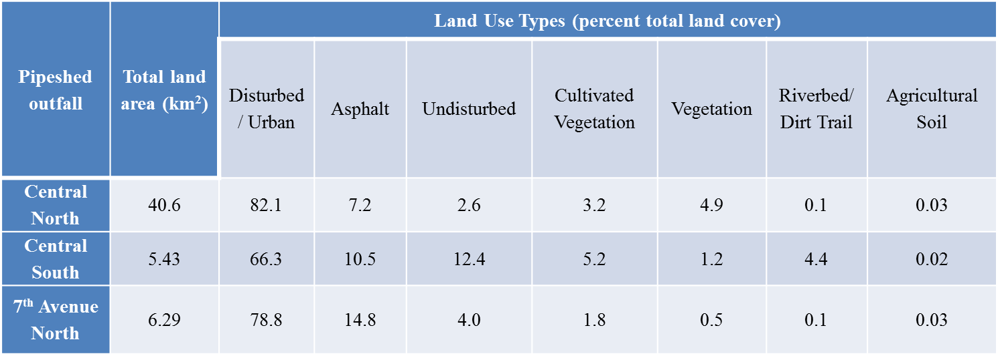 Land Use Types (percent total land cover)
Pipeshed
outfall
Total land
area (km²)
Disturbed
/ Urban
Asphalt
Undisturbed
Cultivated
Vegetation
Vegetation
Riverbed/
Dirt Trail
Agricultural
Soil
Central
North
40.6 82.1 7.2 2.6 3.2 4.9 0.1 0.03
Central
South
5.43 66.3 10.5 12.4 5.2 1.2 4.4 0.02
7th Avenue
North
6.29 78.8 14.8 4.0 1.8 0.5 0.1 0.03